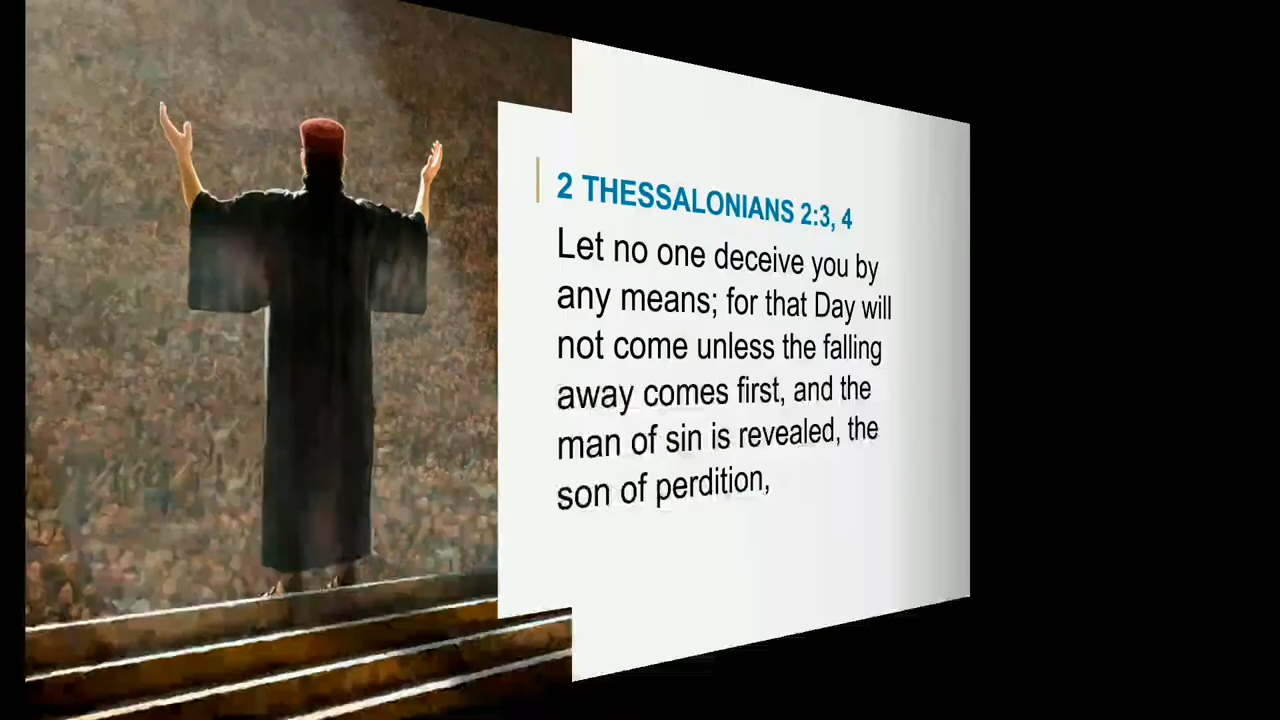 2 THESSALONIANS 2:3, 4
Let no one deceive you by
any means; for that Day will
not come unless the falling
away comes first, and the
man of sin is revealed, the
son of perdition,